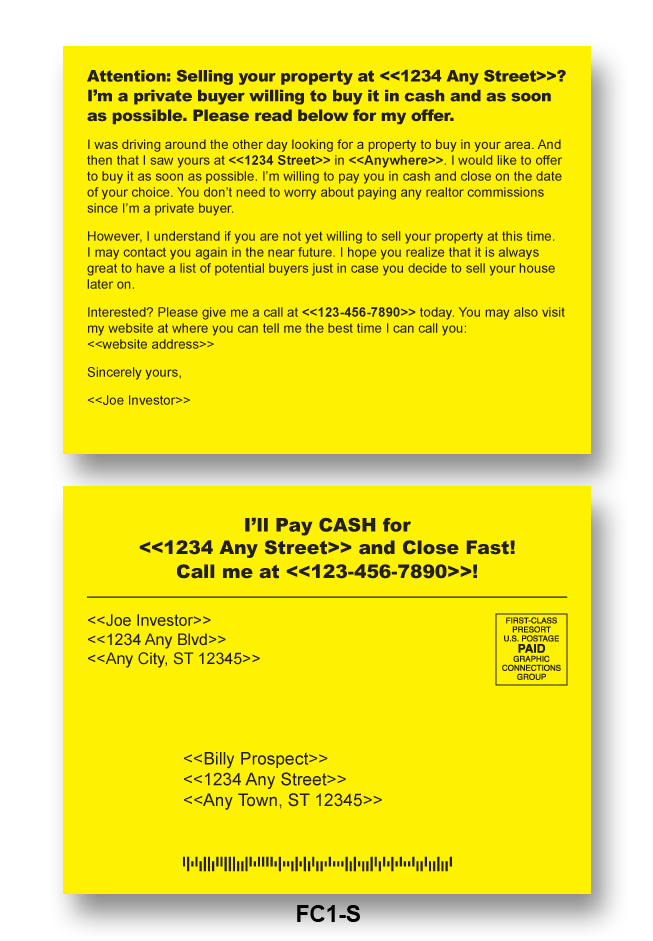 Attention: Selling your property at <<1234 Any Street>>?
I'm a private buyer willing to buy it in cash and as soon
as possible. Please read below for my offer.
I was driving around the other day looking for a property to buy in your area. And
then that I saw yours at <<1234 Street>> in <<Anywhere>>. I would like to offer
to buy it as soon as possible. I'm willing to pay you in cash and close on the date
of your choice. You don't need to worry about paying any realtor commissions
since I'm a private buyer.
However, I understand if you are not yet willing to sell your property at this time.
I may contact you again in the near future. I hope you realize that it is always
great to have a list of potential buyers just in case you decide to sell your house
later on.
Interested? Please give me a call at <<123-456-7890>> today. You may also visit
my website at where you can tell me the best time I can call you:
<<website address>>
Sincerely yours,
<<Joe Investor>>
I'll Pay CASH for
<<1234 Any Street>> and Close Fast!
Call me at <<123-456-7890>>!
<<Joe Investor>>
<<1234 Any Blvd>>
<<Any City, ST 12345>>
FIRST-CLASS
PRESORT
U.S. POSTAGE
PAID
GRAPHIC
CONNECTIONS
GROUP
<<Billy Prospect>>
<<1234 Any Street>>
<<Any Town, ST 12345>>
FC1-S